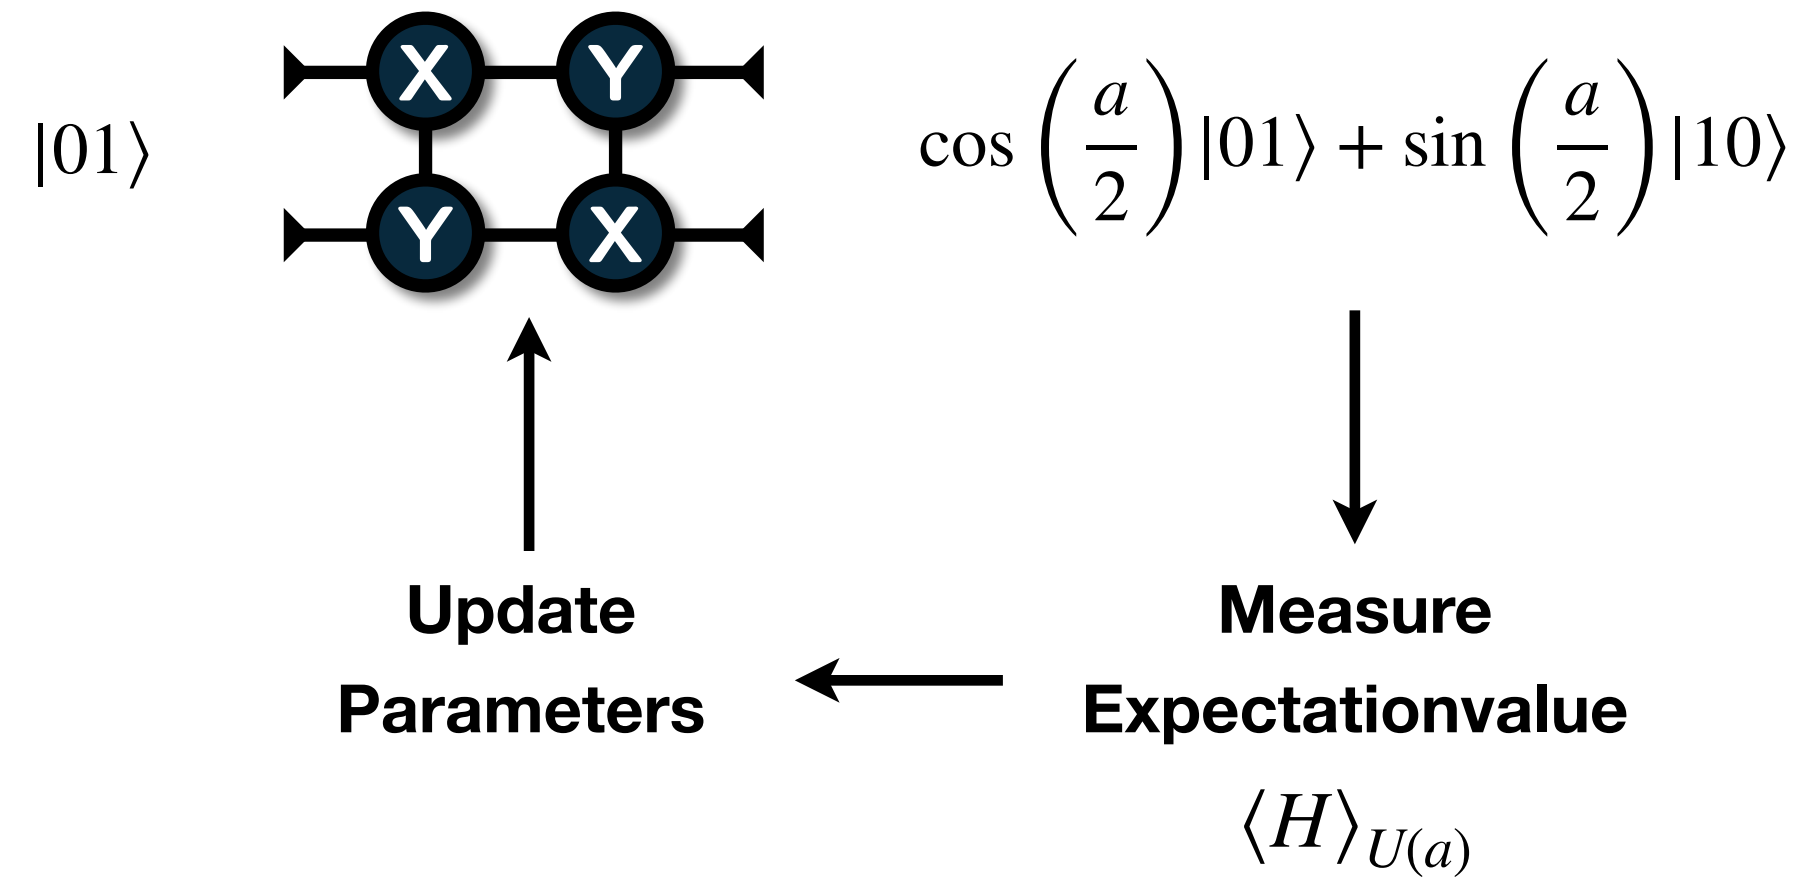 |01⟩
X Y
Y X
cos(a/2)|01⟩ + sin(a/2)|10⟩
Update
Parameters
Measure
Expectationvalue
⟨H⟩_{U(a)}